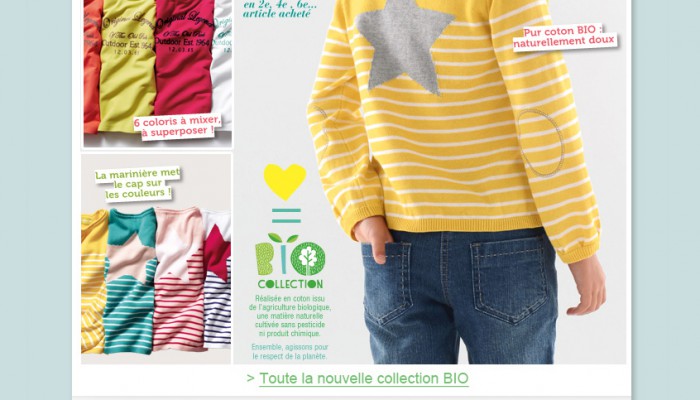 en 2e, 4e , 6e...
article acheté
Pur coton BIO :
naturellement doux
Outdoor Est 1964
12.03.45
6 coloris à mixer,
à superposer !
La marinière met
le cap sur
les couleurs !
BIO
COLLECTION
Réalisée en coton issu
de l'agriculture biologique,
une matière naturelle
cultivée sans pesticide
ni produit chimique.
Ensemble, agissons pour
le respect de la planète.
> Toute la nouvelle collection BIO